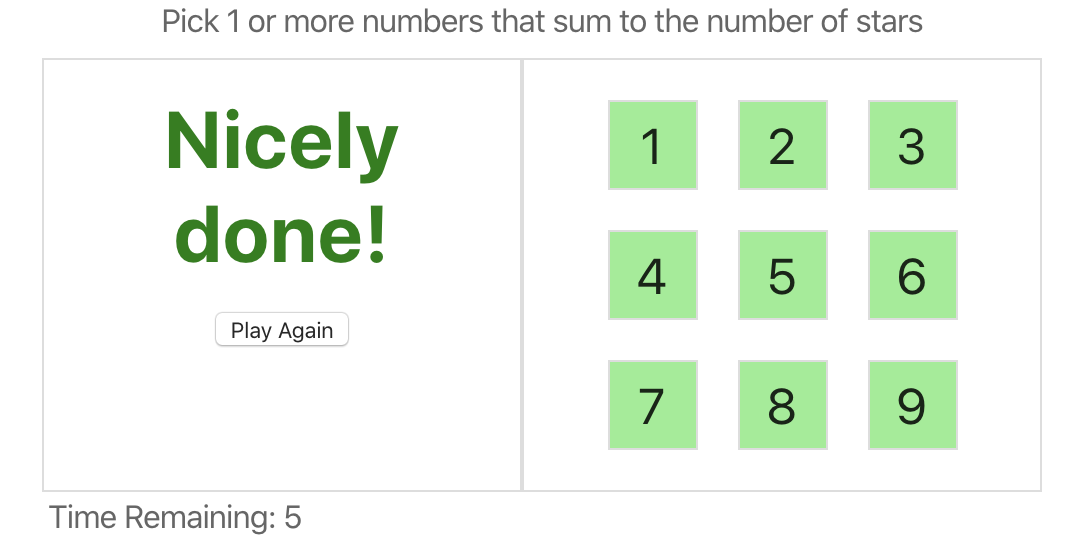 Pick 1 or more numbers that sum to the number of stars
Nicely
done!
Play Again
1 2 3
4 5 6
7 8 9
Time Remaining: 5